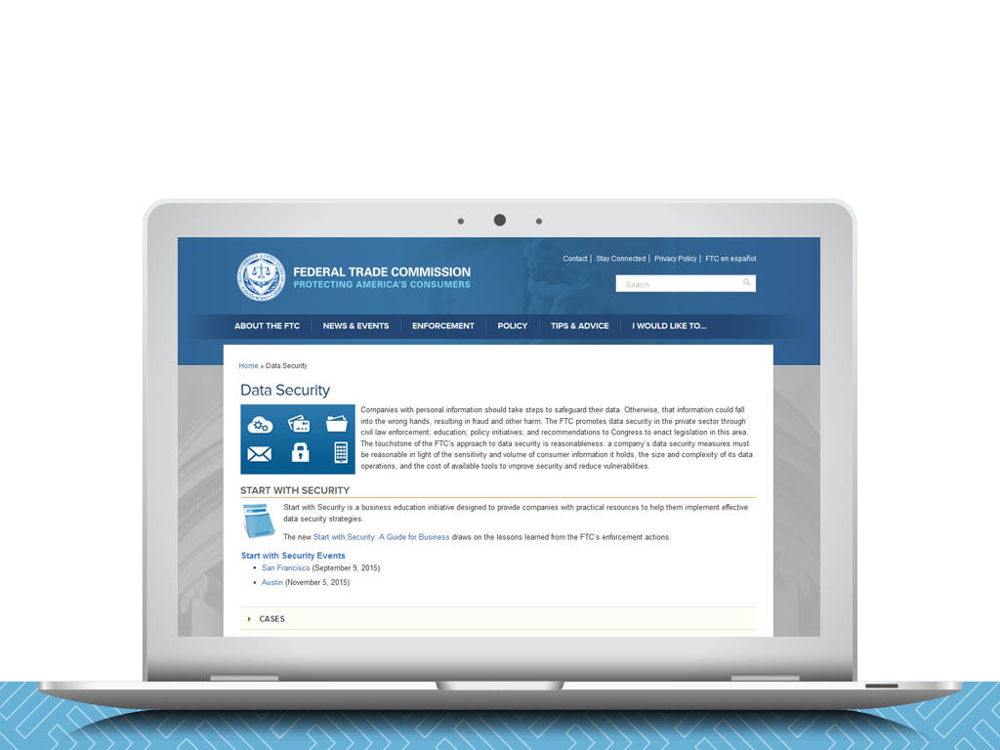 FEDERAL TRADE COMMISSION
PROTECTING AMERICA'S CONSUMERS
Contact | Stay Connected | Privacy Policy | FTC en español
Search
ABOUT THE FTC
NEWS & EVENTS
ENFORCEMENT
POLICY
TIPS & ADVICE
I WOULD LIKE TO...
Home » Data Security
Data Security
Companies with personal information should take steps to safeguard their data. Otherwise, that information could fall
into the wrong hands, resulting in fraud and other harm. The FTC promotes data security in the private sector through
civil law enforcement; education; policy initiatives; and recommendations to Congress to enact legislation in this area.
The touchstone of the FTC's approach to data security is reasonableness: a company's data security measures must
be reasonable in light of the sensitivity and volume of consumer information it holds, the size and complexity of its data
operations, and the cost of available tools to improve security and reduce vulnerabilities.
START WITH SECURITY
Start with Security is a business education initiative designed to provide companies with practical resources to help them implement effective
data security strategies.
The new Start with Security: A Guide for Business draws on the lessons learned from the FTC's enforcement actions.
Start with Security Events
• San Francisco (September 9, 2015)
• Austin (November 5, 2015)
CASES